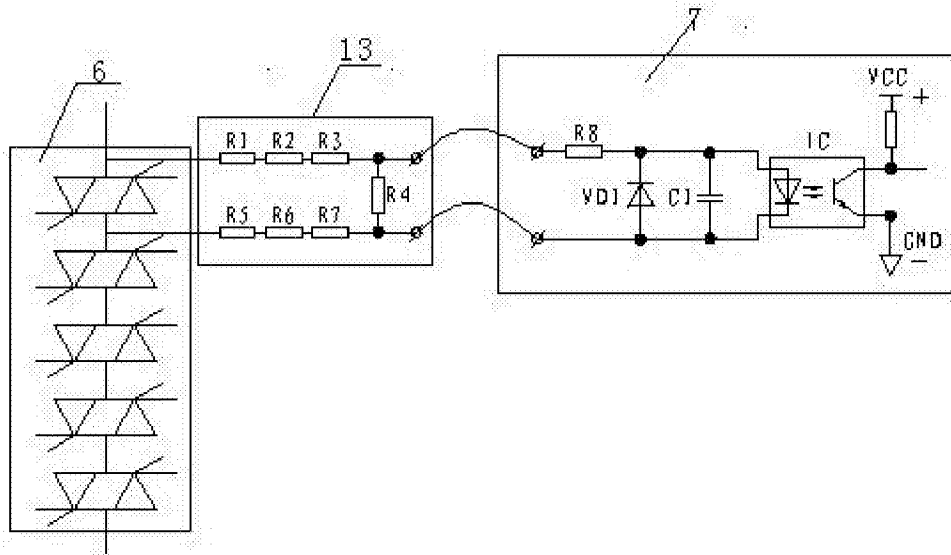 7
13
6
VCC
+
R1 R2 R3
R8
IC
R4
VD1
C1
R5 R6 R7
GND
-